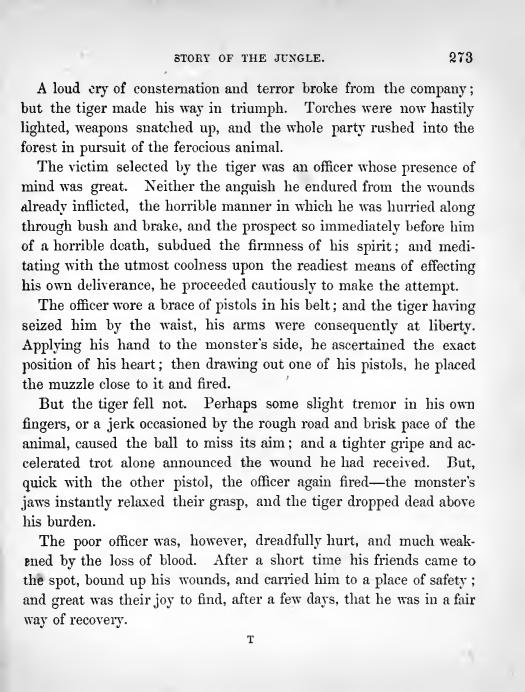 STORY OF THE JUNGLE. 273
A loud cry of consternation and terror broke from the company;
but the tiger made his way in triumph. Torches were now hastily
lighted, weapons snatched up, and the whole party rushed into the
forest in pursuit of the ferocious animal.
The victim selected by the tiger was an officer whose presence of
mind was great. Neither the anguish he endured from the wounds
already inflicted, the horrible manner in which he was hurried along
through bush and brake, and the prospect so immediately before him
of a horrible death, subdued the firmness of his spirit; and medi-
tating with the utmost coolness upon the readiest means of effecting
his own deliverance, he proceeded cautiously to make the attempt.
The officer wore a brace of pistols in his belt; and the tiger having
seized him by the waist, his arms were consequently at liberty.
Applying his hand to the monster's side, he ascertained the exact
position of his heart; then drawing out one of his pistols, he placed
the muzzle close to it and fired.
But the tiger fell not. Perhaps some slight tremor in his own
fingers, or a jerk occasioned by the rough road and brisk pace of the
animal, caused the ball to miss its aim; and a tighter gripe and ac-
celerated trot alone announced the wound he had received. But,
quick with the other pistol, the officer again fired—the monster's
jaws instantly relaxed their grasp, and the tiger dropped dead above
his burden.
The poor officer was, however, dreadfully hurt, and much weak-
ened by the loss of blood. After a short time his friends came to
the spot, bound up his wounds, and carried him to a place of safety;
and great was their joy to find, after a few days, that he was in a fair
way of recovery.
T